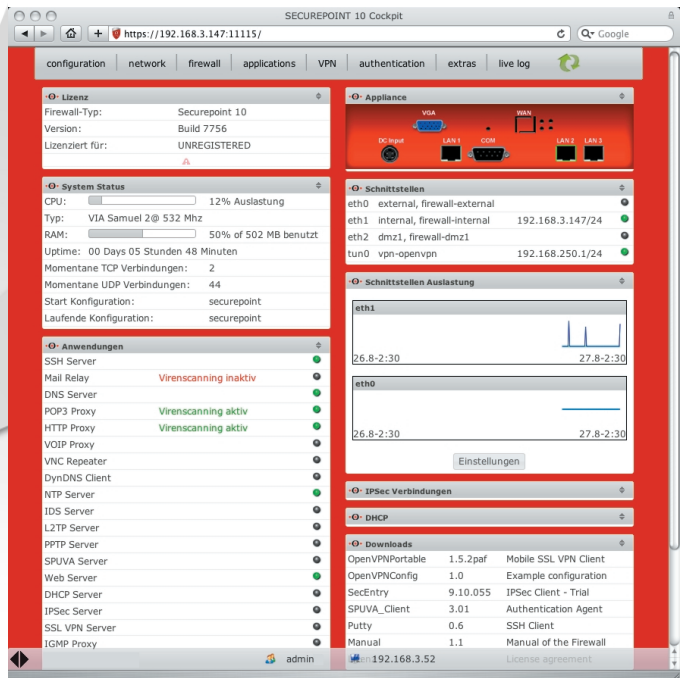 SECUREPOINT 10 Cockpit
https://192.168.3.147:11115/
Google
configuration network firewall applications VPN authentication extras live log
Lizenz
Firewall-Typ: Securepoint 10
Version: Build 7756
Lizenziert für: UNREGISTERED
System Status
CPU: 12% Auslastung
Typ: VIA Samuel 2@ 532 Mhz
RAM: 50% of 502 MB benutzt
Uptime: 00 Days 05 Stunden 48 Minuten
Momentane TCP Verbindungen: 2
Momentane UDP Verbindungen: 44
Start Konfiguration: securepoint
Laufende Konfiguration: securepoint
Anwendungen
SSH Server
Mail Relay Virenscanning inaktiv
DNS Server
POP3 Proxy Virenscanning aktiv
HTTP Proxy Virenscanning aktiv
VOIP Proxy
VNC Repeater
DynDNS Client
NTP Server
IDS Server
L2TP Server
PPTP Server
SPUVA Server
Web Server
DHCP Server
IPSec Server
SSL VPN Server
IGMP Proxy
Appliance
VGA WAN
DC Input LAN 1 COM LAN 2 LAN 3
Schnittstellen
eth0 external, firewall-external
eth1 internal, firewall-internal 192.168.3.147/24
eth2 dmz1, firewall-dmz1
tun0 vpn-openvpn 192.168.250.1/24
Schnittstellen Auslastung
eth1
26.8-2:30 27.8-2:30
eth0
26.8-2:30 27.8-2:30
Einstellungen
IPSec Verbindungen
DHCP
Downloads
OpenVPNPortable 1.5.2paf Mobile SSL VPN Client
OpenVPNConfig 1.0 Example configuration
SecEntry 9.10.055 IPSec Client - Trial
SPUVA_Client 3.01 Authentication Agent
Putty 0.6 SSH Client
Manual 1.1 Manual of the Firewall
License agreement
admin 192.168.3.52